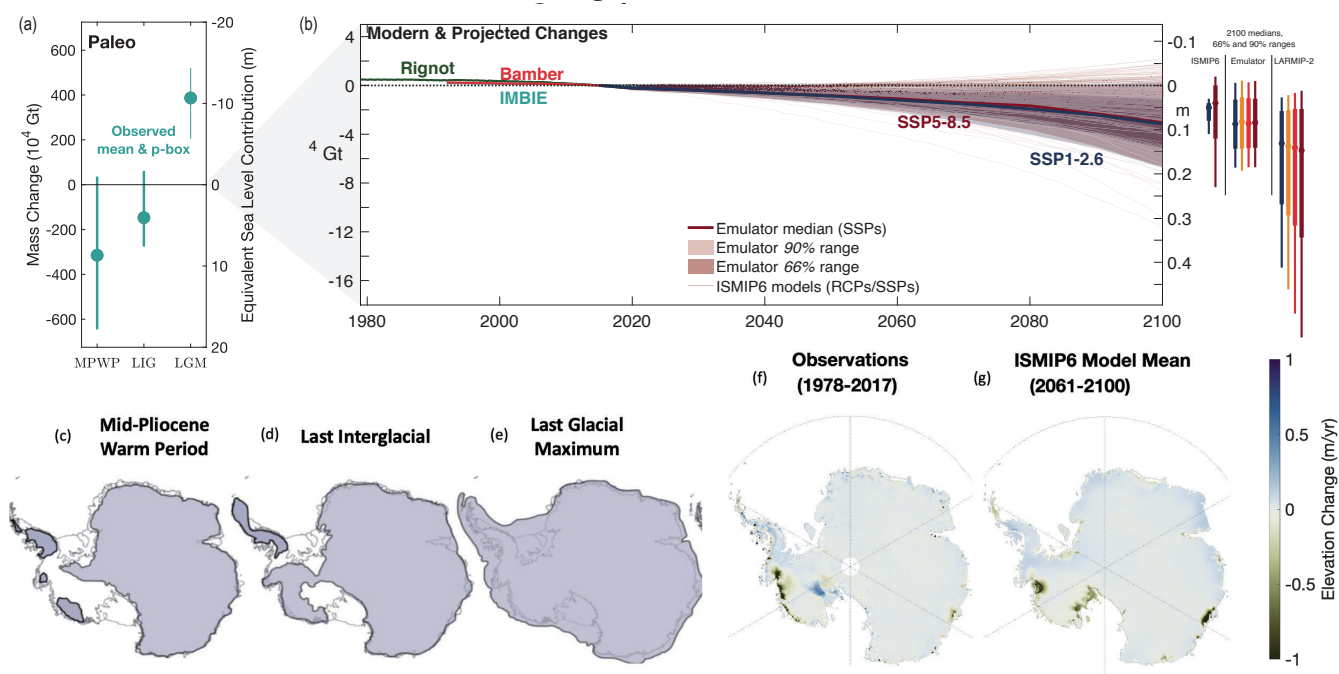 (a)
Paleo
Mass Change (10⁴ Gt)
600
400
200
0
-200
-400
-600
Observed
mean & p-box
MPWP LIG LGM
-20
-10
0
10
20
Equivalent Sea Level Contribution (m)
(b)
Modern & Projected Changes
4
0
-4
-8
-12
-16
4 Gt
Rignot
Bamber
IMBIE
SSP5-8.5
SSP1-2.6
Emulator median (SSPs)
Emulator 90% range
Emulator 66% range
ISMIP6 models (RCPs/SSPs)
1980 2000 2020 2040 2060 2080 2100
-0.1
0
m
0.1
0.2
0.3
0.4
2100 medians,
66% and 90% ranges
ISMIP6 Emulator LARMIP-2
(c)
Mid-Pliocene
Warm Period
(d)
Last Interglacial
(e)
Last Glacial
Maximum
(f)
Observations
(1978-2017)
(g)
ISMIP6 Model Mean
(2061-2100)
1
0.5
0
-0.5
-1
Elevation Change (m/yr)